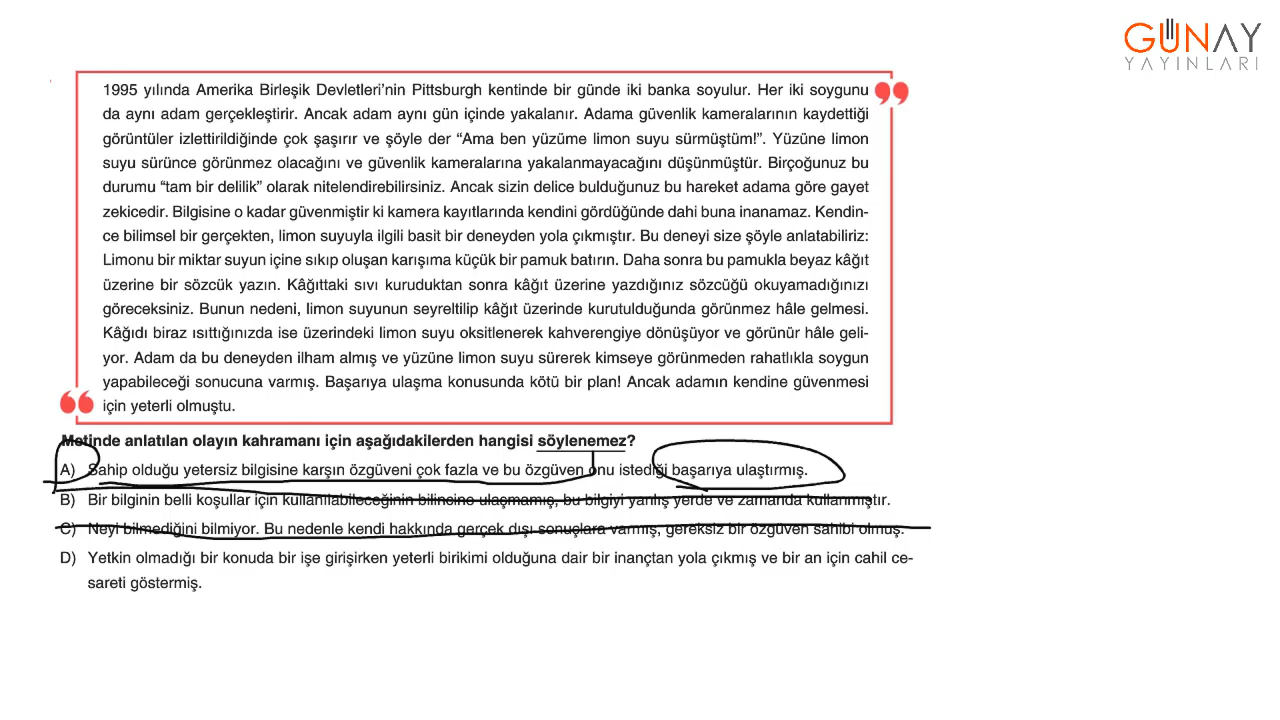 GÜNAY
YAYINLARI
1995 yılında Amerika Birleşik Devletleri'nin Pittsburgh kentinde bir günde iki banka soyulur. Her iki soygunu
da aynı adam gerçekleştirir. Ancak adam aynı gün içinde yakalanır. Adama güvenlik kameralarının kaydettiği
görüntüler izlettirildiğinde çok şaşırır ve şöyle der “Ama ben yüzüme limon suyu sürmüştüm!”. Yüzüne limon
suyu sürünce görünmez olacağını ve güvenlik kameralarına yakalanmayacağını düşünmüştür. Birçoğunuz bu
durumu “tam bir delilik” olarak nitelendirebilirsiniz. Ancak sizin delice bulduğunuz bu hareket adama göre gayet
zekicedir. Bilgisine o kadar güvenmiştir ki kamera kayıtlarında kendini gördüğünde dahi buna inanamaz. Kendin-
ce bilimsel bir gerçekten, limon suyuyla ilgili basit bir deneyden yola çıkmıştır. Bu deneyi size şöyle anlatabiliriz:
Limonu bir miktar suyun içine sıkıp oluşan karışıma küçük bir pamuk batırın. Daha sonra bu pamukla beyaz kâğıt
üzerine bir sözcük yazın. Kâğıttaki sıvı kuruduktan sonra kâğıt üzerine yazdığınız sözcüğü okuyamadığınızı
göreceksiniz. Bunun nedeni, limon suyunun seyreltilip kâğıt üzerinde kurutulduğunda görünmez hâle gelmesi.
Kâğıdı biraz ısıttığınızda ise üzerindeki limon suyu oksitlenerek kahverengiye dönüşüyor ve görünür hâle geli-
yor. Adam da bu deneyden ilham almış ve yüzüne limon suyu sürerek kimseye görünmeden rahatlıkla soygun
yapabileceği sonucuna varmış. Başarıya ulaşma konusunda kötü bir plan! Ancak adamın kendine güvenmesi
için yeterli olmuştu.
Metinde anlatılan olayın kahramanı için aşağıdakilerden hangisi söylenemez?
A) Sahip olduğu yetersiz bilgisine karşın özgüveni çok fazla ve bu özgüven onu istediği başarıya ulaştırmış.
B) Bir bilginin belli koşullar için kullanılabileceğinin bilincine ulaşmamış, bu bilgiyi yanlış yerde ve zamanda kullanmıştır.
C) Neyi bilmediğini bilmiyor. Bu nedenle kendi hakkında gerçek dışı sonuçlara varmış, gereksiz bir özgüven sahibi olmuş.
D) Yetkin olmadığı bir konuda bir işe girişirken yeterli birikimi olduğuna dair bir inançtan yola çıkmış ve bir an için cahil ce-
sareti göstermiş.